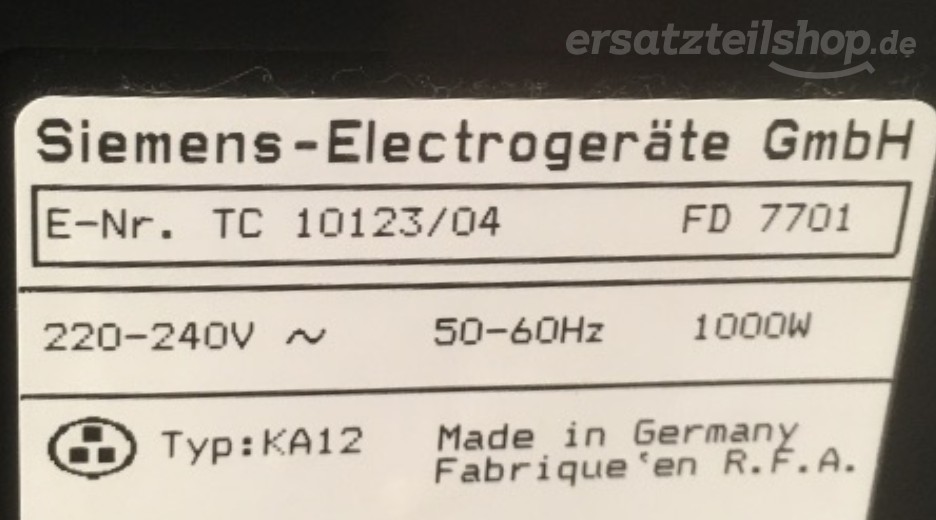 ersatzteilshop.de
Siemens-Electrogeräte GmbH
E-Nr. TC 10123/04 FD 7701
220-240V ~ 50-60Hz 1000W
Typ:KA12 Made in Germany
Fabrique en R.F.A.